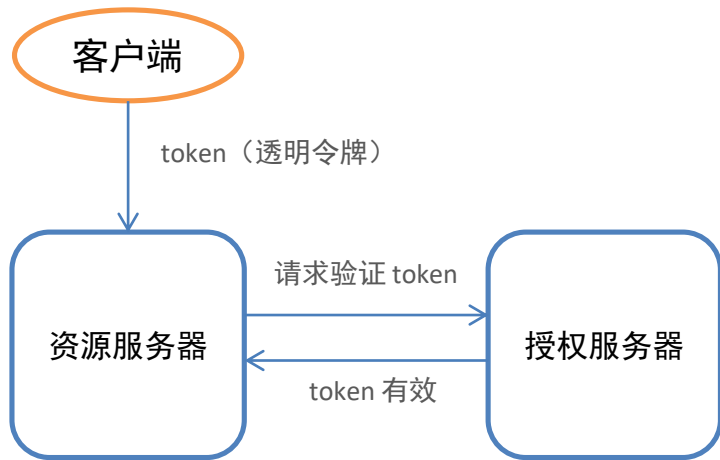 客户端
token（透明令牌）
请求验证 token
资源服务器
授权服务器
token 有效